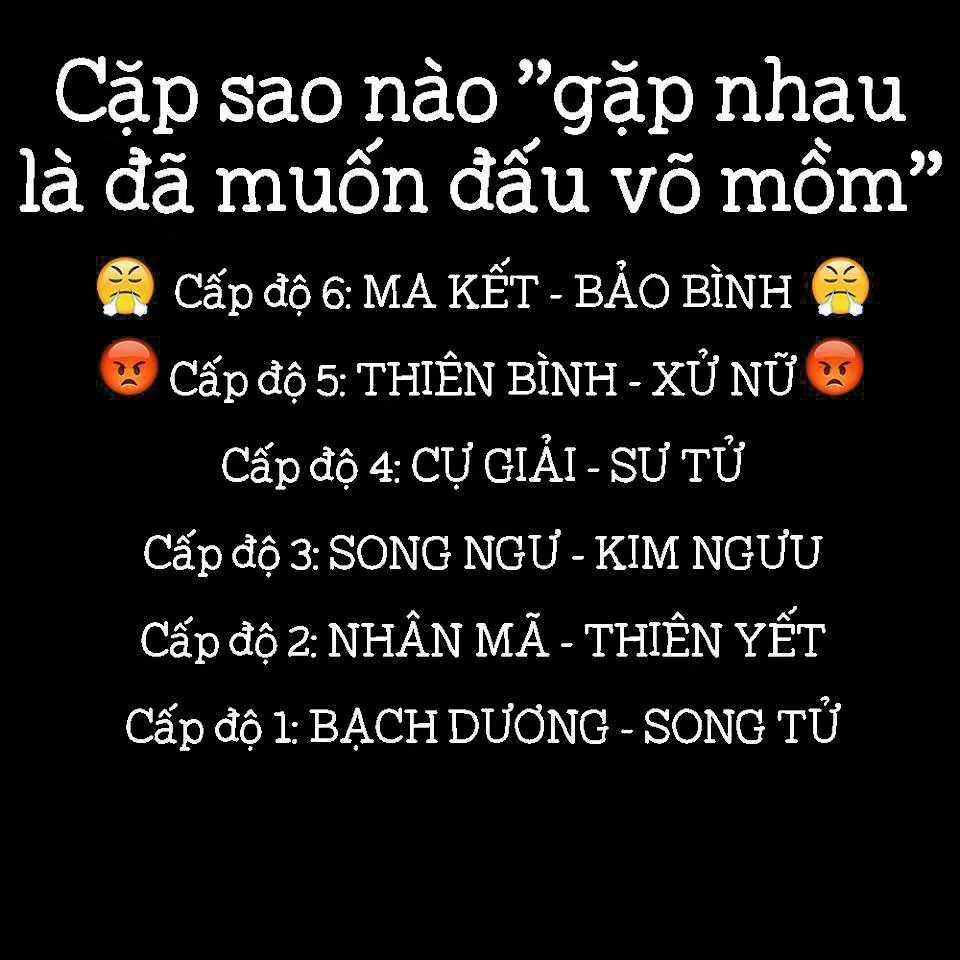 Cặp sao nào "gặp nhau
là đã muốn đấu võ mồm"
Cấp độ 6: MA KẾT - BẢO BÌNH
Cấp độ 5: THIÊN BÌNH - XỬ NỮ
Cấp độ 4: CỰ GIẢI - SƯ TỬ
Cấp độ 3: SONG NGƯ - KIM NGƯU
Cấp độ 2: NHÂN MÃ - THIÊN YẾT
Cấp độ 1: BẠCH DƯƠNG - SONG TỬ